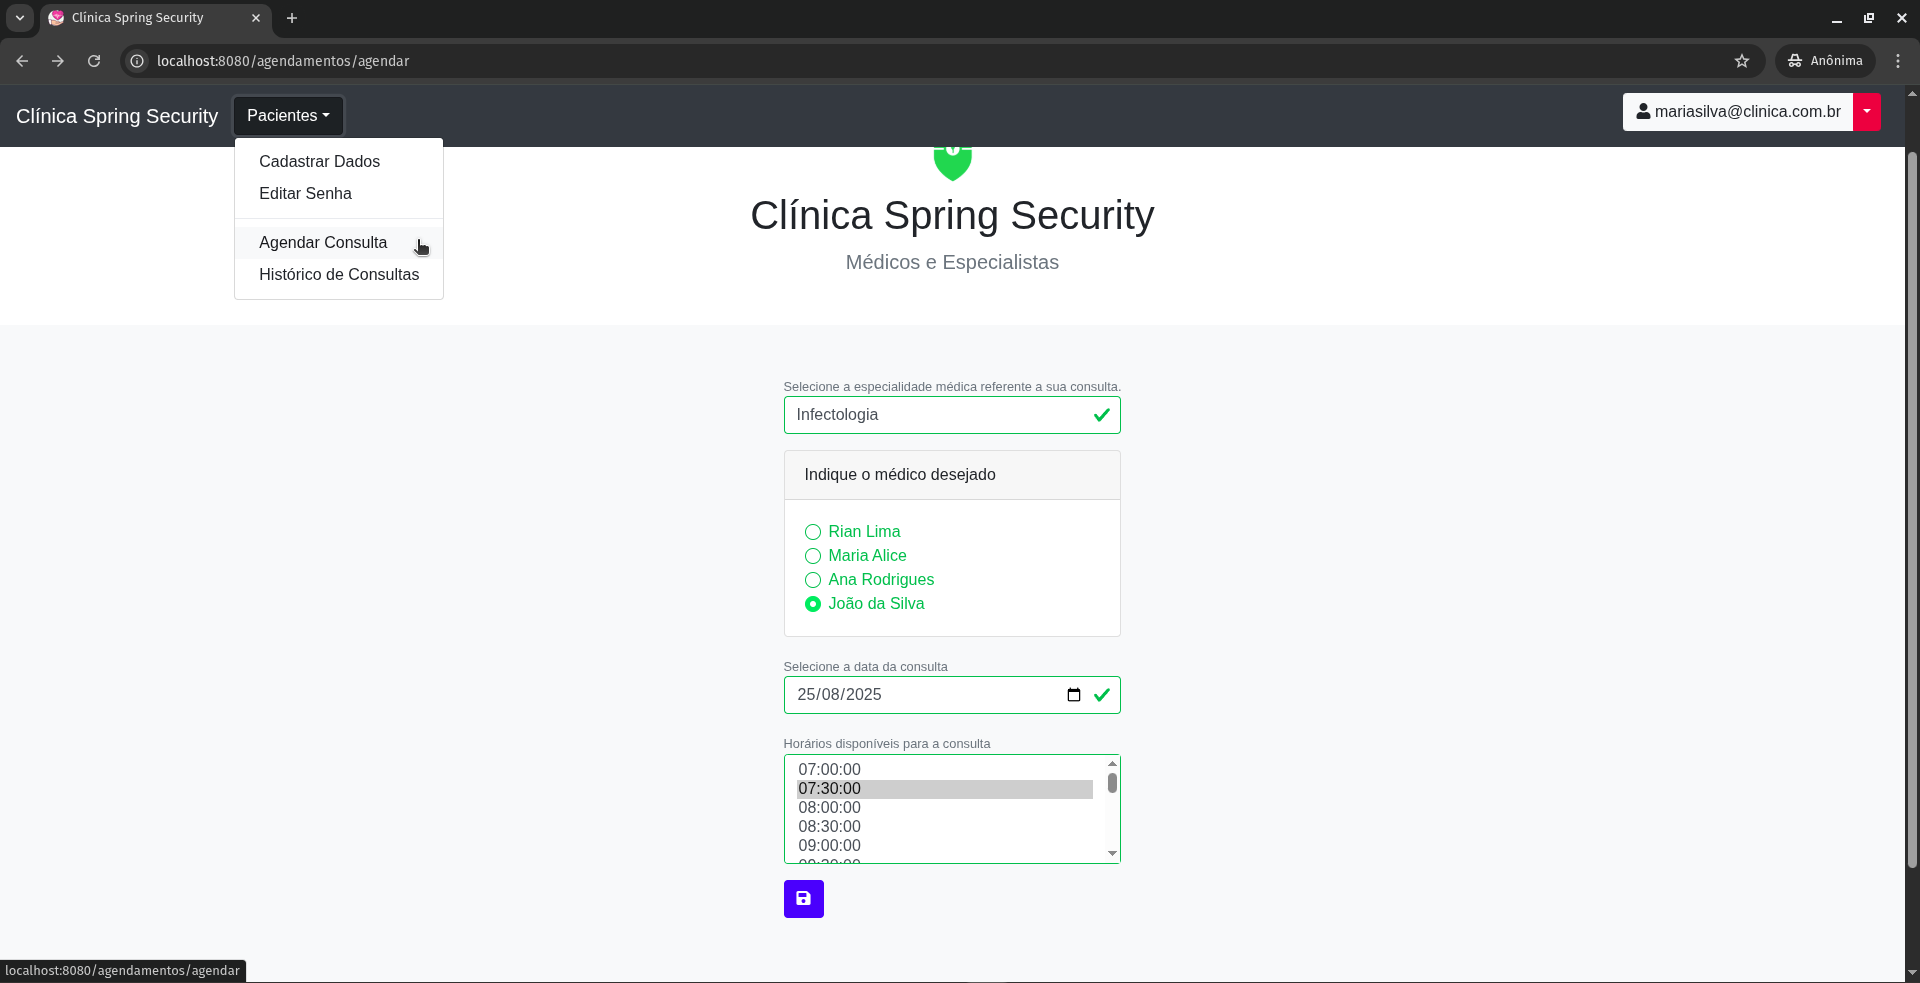 Clínica Spring Security
localhost:8080/agendamentos/agendar
Anônima
Clínica Spring Security
Pacientes
mariasilva@clinica.com.br
Cadastrar Dados
Editar Senha
Agendar Consulta
Histórico de Consultas
Clínica Spring Security
Médicos e Especialistas
Selecione a especialidade médica referente a sua consulta.
Infectologia
Indique o médico desejado
Rian Lima
Maria Alice
Ana Rodrigues
João da Silva
Selecione a data da consulta
25/08/2025
Horários disponíveis para a consulta
07:00:00
07:30:00
08:00:00
08:30:00
09:00:00
localhost:8080/agendamentos/agendar